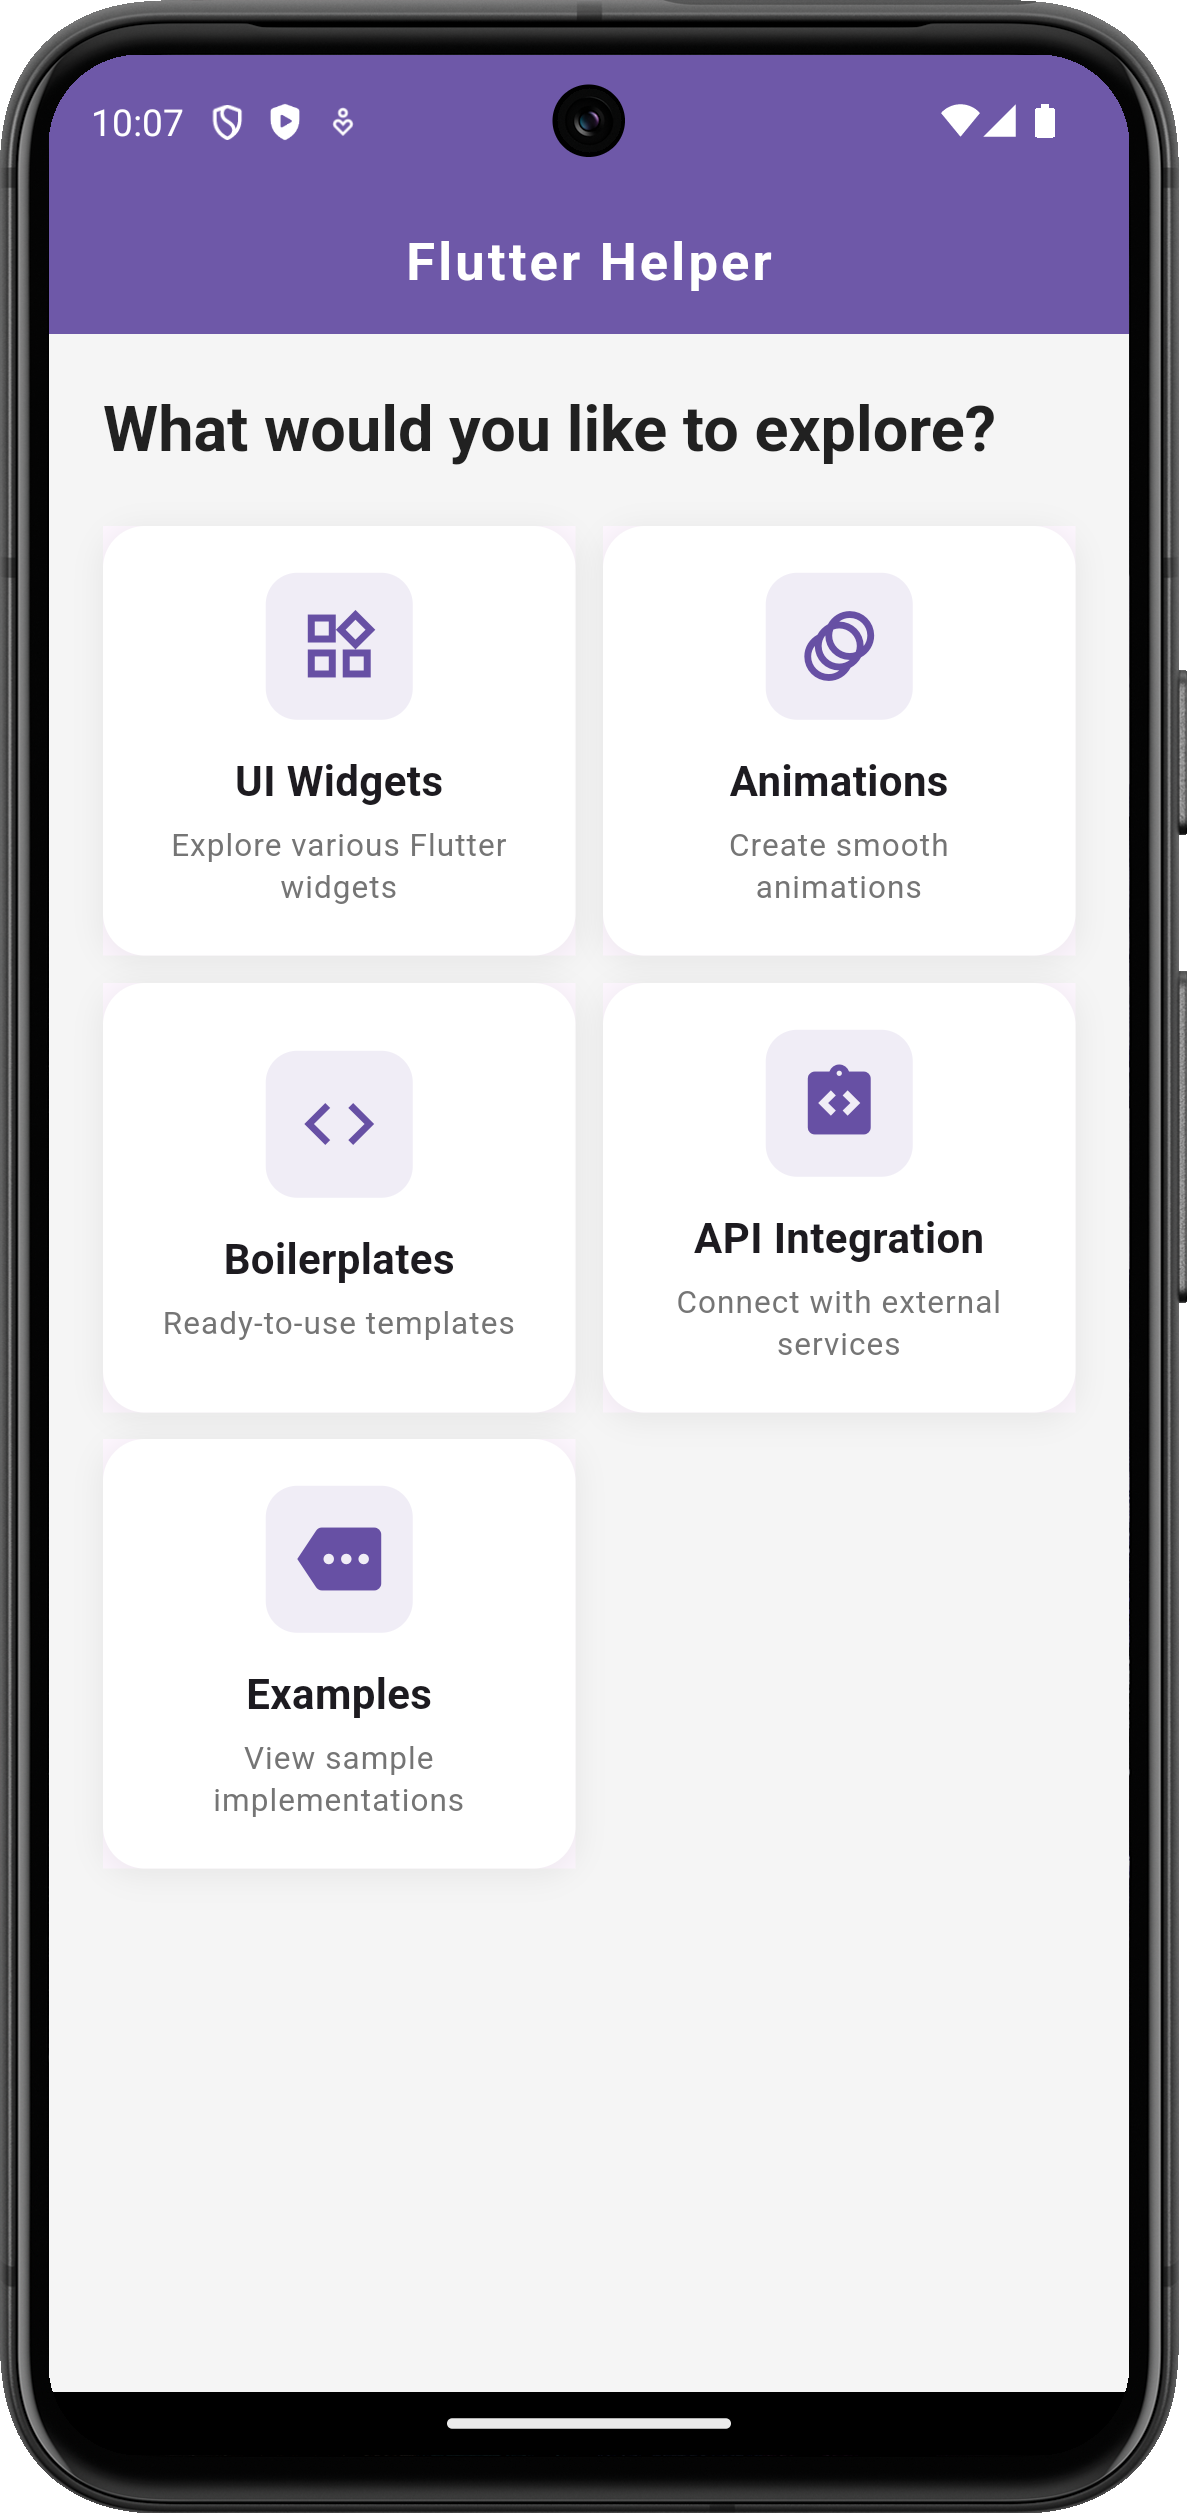 10:07
Flutter Helper
What would you like to explore?
UI Widgets
Explore various Flutter
widgets
Animations
Create smooth
animations
Boilerplates
Ready-to-use templates
API Integration
Connect with external
services
Examples
View sample
implementations